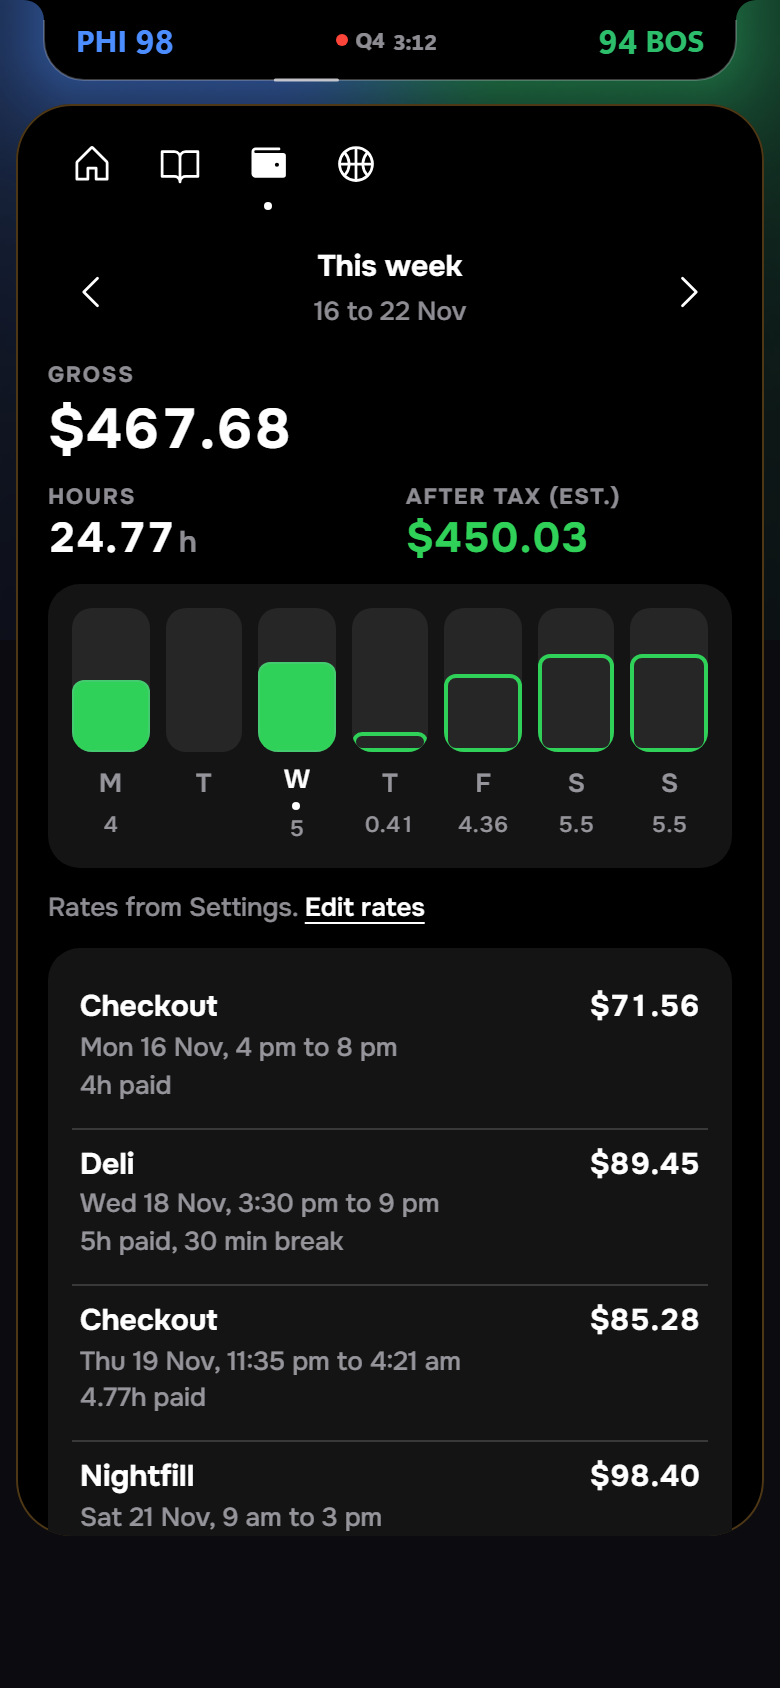 PHI 98 Q4 3:12 94 BOS
This week
16 to 22 Nov
GROSS
$467.68
HOURS AFTER TAX (EST.)
24.77h $450.03
M T W T F S S
4 5 0.41 4.36 5.5 5.5
Rates from Settings. Edit rates
Checkout $71.56
Mon 16 Nov, 4 pm to 8 pm
4h paid
Deli $89.45
Wed 18 Nov, 3:30 pm to 9 pm
5h paid, 30 min break
Checkout $85.28
Thu 19 Nov, 11:35 pm to 4:21 am
4.77h paid
Nightfill $98.40
Sat 21 Nov, 9 am to 3 pm